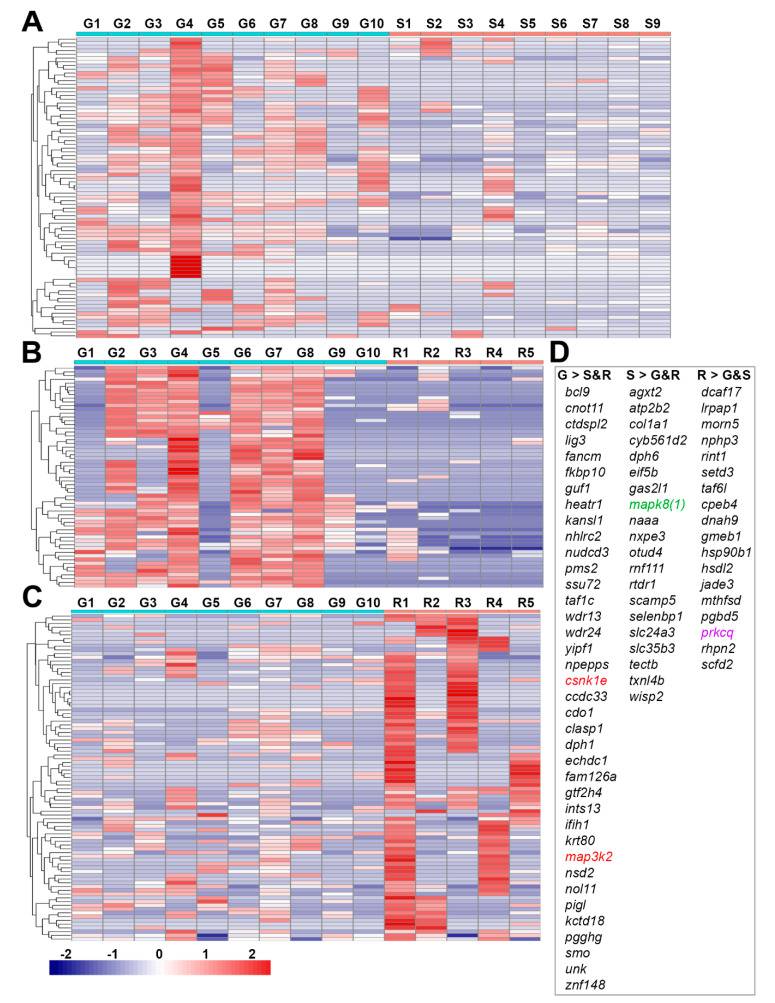 A
G1 G2 G3 G4 G5 G6 G7 G8 G9 G10 S1 S2 S3 S4 S5 S6 S7 S8 S9
B
G1 G2 G3 G4 G5 G6 G7 G8 G9 G10 R1 R2 R3 R4 R5
C
G1 G2 G3 G4 G5 G6 G7 G8 G9 G10 R1 R2 R3 R4 R5
-2 -1 0 1 2
D
G > S&R S > G&R R > G&S
bcl9 agxt2 dcaf17
cnot11 atp2b2 lrpap1
ctdspl2 col1a1 morn5
lig3 cyb561d2 nphp3
fancm dph6 rint1
fkbp10 eif5b setd3
guf1 gas2l1 taf6l
heatr1 mapk8(1) cpeb4
kansl1 naaa dnah9
nhlrc2 nxpe3 gmeb1
nudcd3 otud4 hsp90b1
pms2 rnf111 hsdl2
ssu72 rtdr1 jade3
taf1c scamp5 mthfsd
wdr13 selenbp1 pgbd5
wdr24 slc24a3 prkcq
yipf1 slc35b3 rhpn2
npepps tectb scfd2
csnk1e txnl4b
ccdc33 wisp2
cdo1
clasp1
dph1
echdc1
fam126a
gtf2h4
ints13
ifih1
krt80
map3k2
nsd2
nol11
pigl
kctd18
pgghg
smo
unk
znf148